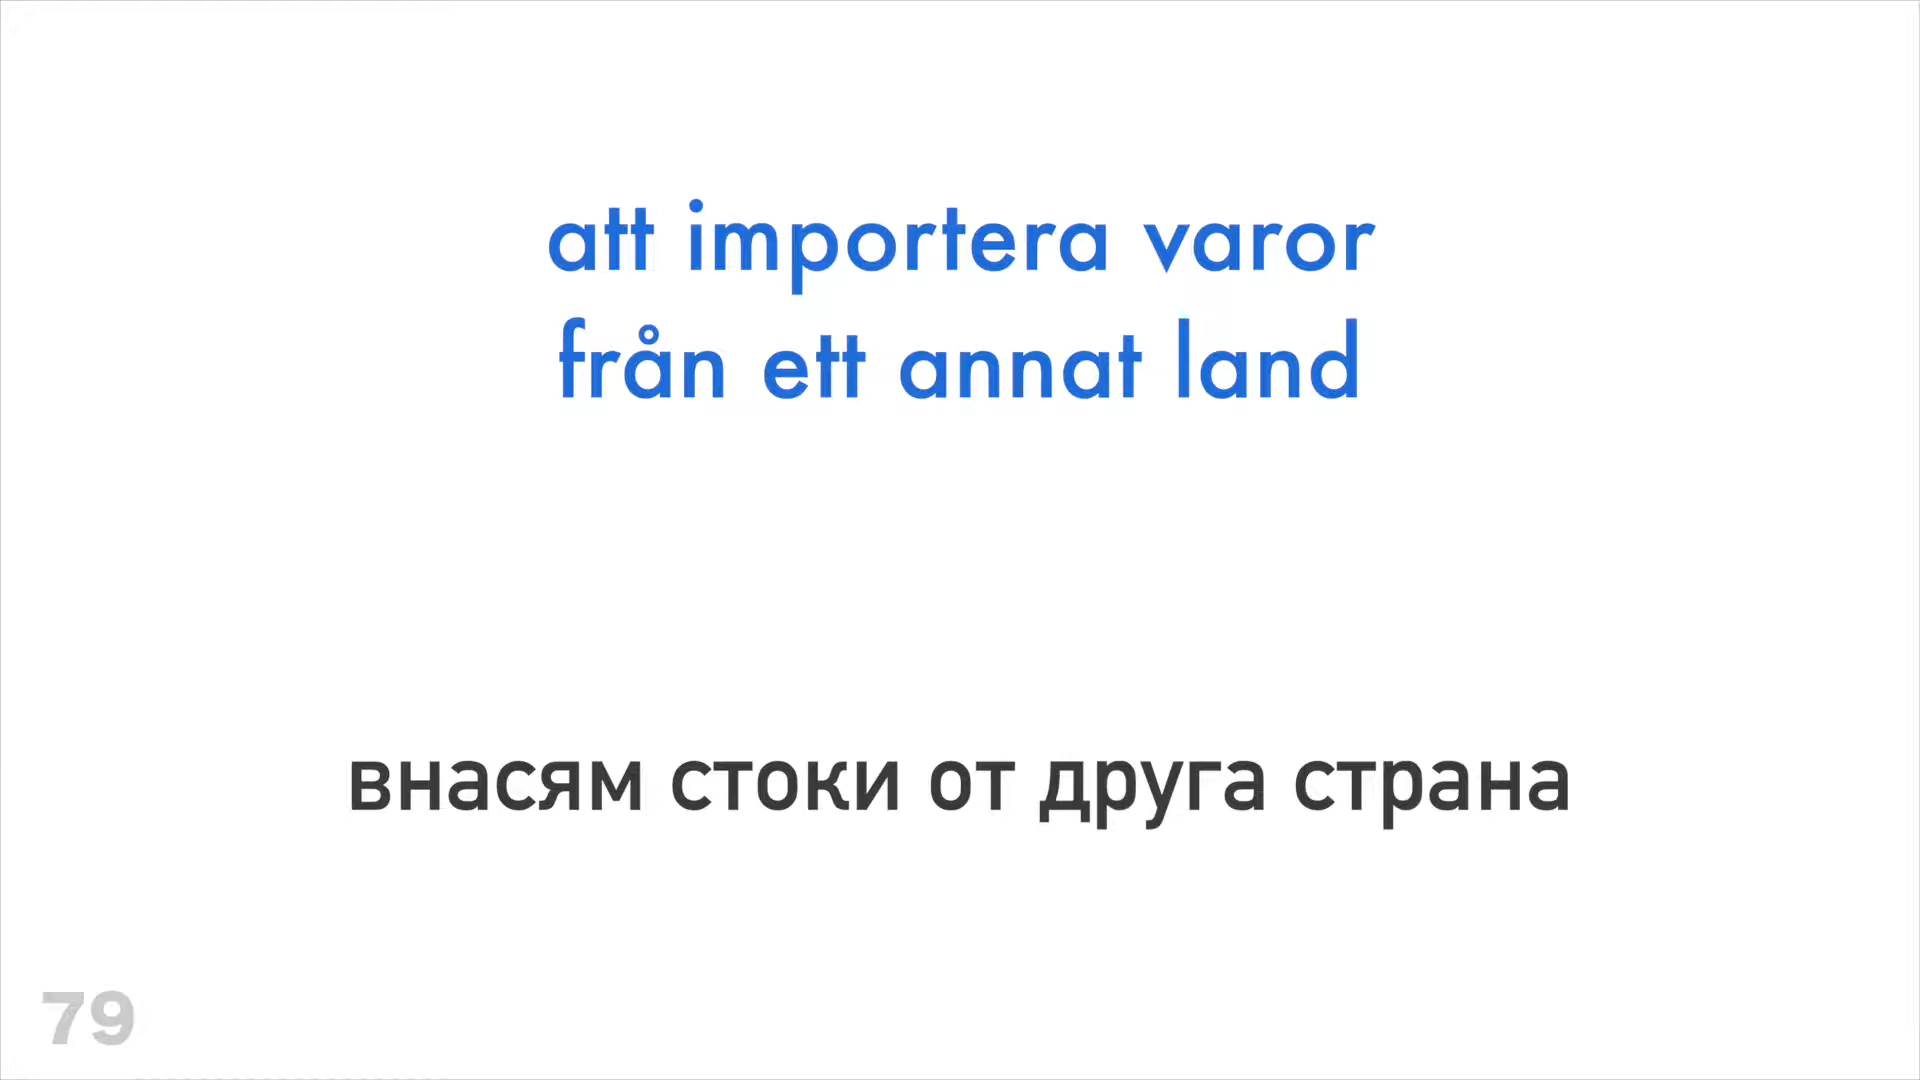 att importera varor
från ett annat land
внасям стоки от друга страна
79